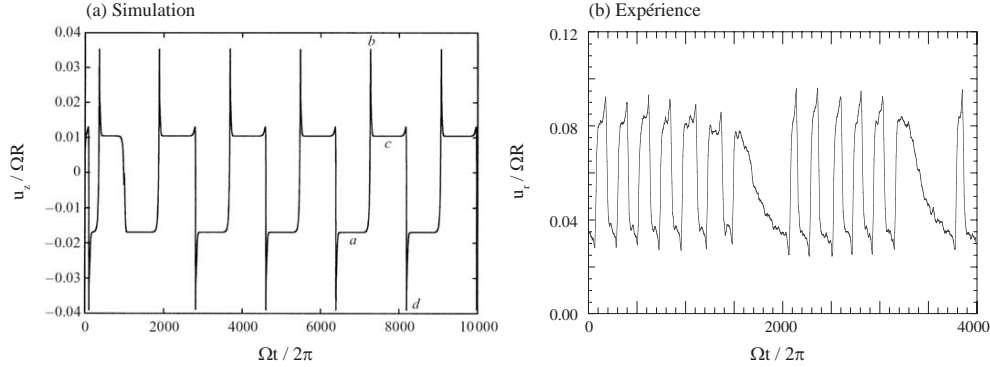 (a) Simulation
u_z / ΩR
0.04
0.03
0.02
0.01
0
−0.01
−0.02
−0.03
−0.04
b
c
a
d
0 2000 4000 6000 8000 10000
Ωt / 2π
(b) Expérience
u_r / ΩR
0.12
0.08
0.04
0.00
0 2000 4000
Ωt / 2π